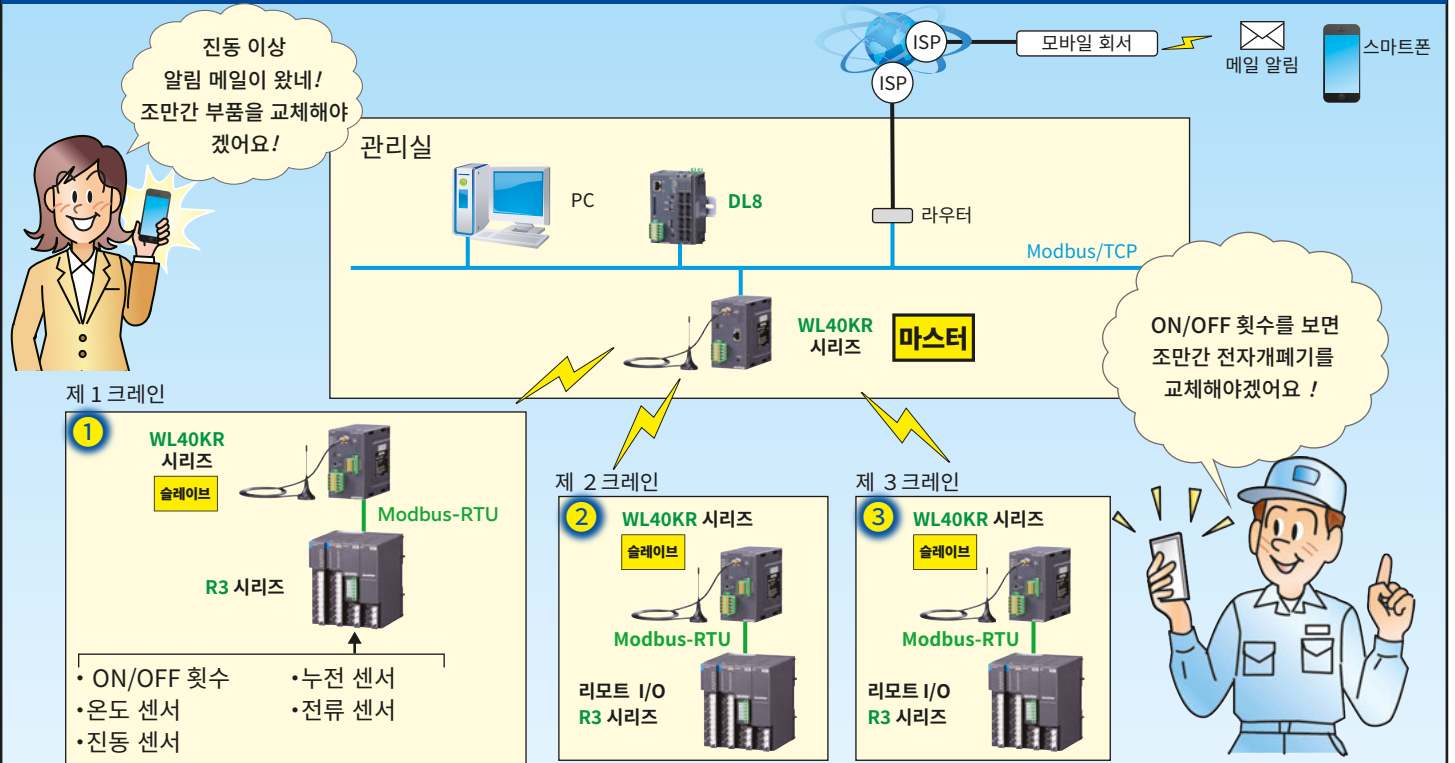 진동 이상
알림 메일이 왔네!
조만간 부품을 교체해야
겠어요!
ISP
모바일 회서
메일 알림
스마트폰
ISP
관리실
PC
DL8
라우터
Modbus/TCP
WL40KR
시리즈
마스터
ON/OFF 횟수를 보면
조만간 전자개폐기를
교체해야겠어요 !
제 1 크레인
1
WL40KR
시리즈
슬레이브
Modbus-RTU
R3 시리즈
· ON/OFF 횟수
·온도 센서
·진동 센서
·누전 센서
·전류 센서
제 2 크레인
2
WL40KR 시리즈
슬레이브
Modbus-RTU
리모트 I/O
R3 시리즈
제 3 크레인
3
WL40KR 시리즈
슬레이브
Modbus-RTU
리모트 I/O
R3 시리즈